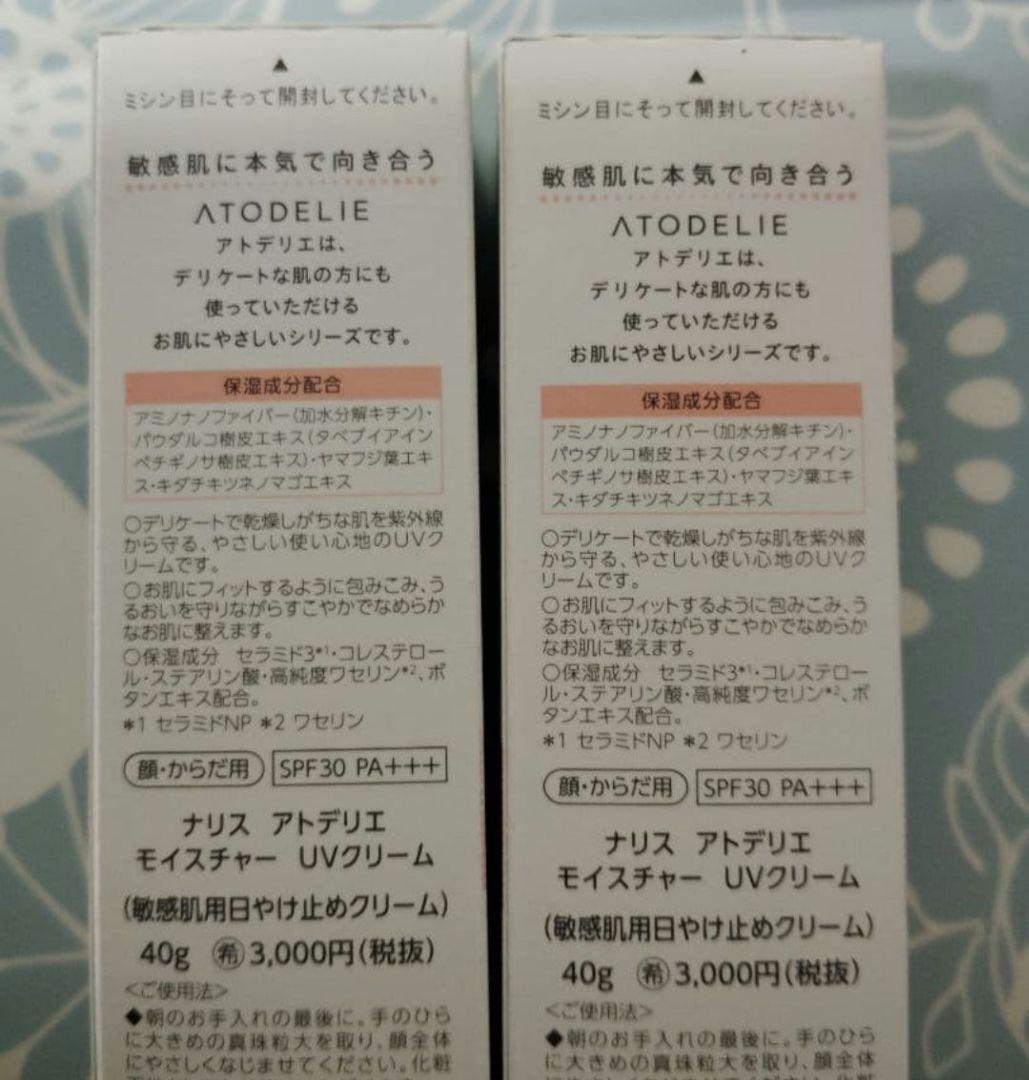 ▲
ミシン目にそって開封してください。
敏感肌に本気で向き合う
ATODELIE
アトデリエは、
デリケートな肌の方にも
使っていただける
お肌にやさしいシリーズです。
保湿成分配合
アミノナノファイバー(加水分解キチン)・
パウダルコ樹皮エキス(タベブイアイン
ペチギノサ樹皮エキス)・ヤマフジ葉エキ
ス・キダチキツネノマゴエキス
○デリケートで乾燥しがちな肌を紫外線
から守る、やさしい使い心地のUVク
リームです。
○お肌にフィットするように包みこみ、う
るおいを守りながらすこやかでなめらか
なお肌に整えます。
○保湿成分 セラミド3*1・コレステロー
ル・ステアリン酸・高純度ワセリン*2、ボ
タンエキス配合。
*1 セラミドNP *2 ワセリン
顔・からだ用 SPF30 PA+++
ナリス アトデリエ
モイスチャー UVクリーム
(敏感肌用日やけ止めクリーム)
40g ㊙希3,000円(税抜)
<ご使用法>
◆朝のお手入れの最後に。手のひら
に大きめの真珠粒大を取り、顔全体
にやさしくなじませてください。化粧
▲
ミシン目にそって開封してください。
敏感肌に本気で向き合う
ATODELIE
アトデリエは、
デリケートな肌の方にも
使っていただける
お肌にやさしいシリーズです。
保湿成分配合
アミノナノファイバー(加水分解キチン)・
パウダルコ樹皮エキス(タベブイアイン
ペチギノサ樹皮エキス)・ヤマフジ葉エキ
ス・キダチキツネノマゴエキス
○デリケートで乾燥しがちな肌を紫外線
から守る、やさしい使い心地のUVク
リームです。
○お肌にフィットするように包みこみ、う
るおいを守りながらすこやかでなめらか
なお肌に整えます。
○保湿成分 セラミド3*1・コレステロー
ル・ステアリン酸・高純度ワセリン*2、ボ
タンエキス配合。
*1 セラミドNP *2 ワセリン
顔・からだ用 SPF30 PA+++
ナリス アトデリエ
モイスチャー UVクリーム
(敏感肌用日やけ止めクリーム)
40g 希3,000円(税抜)
<ご使用法>
◆朝のお手入れの最後に。手のひら
に大きめの真珠粒大を取り、顔全体